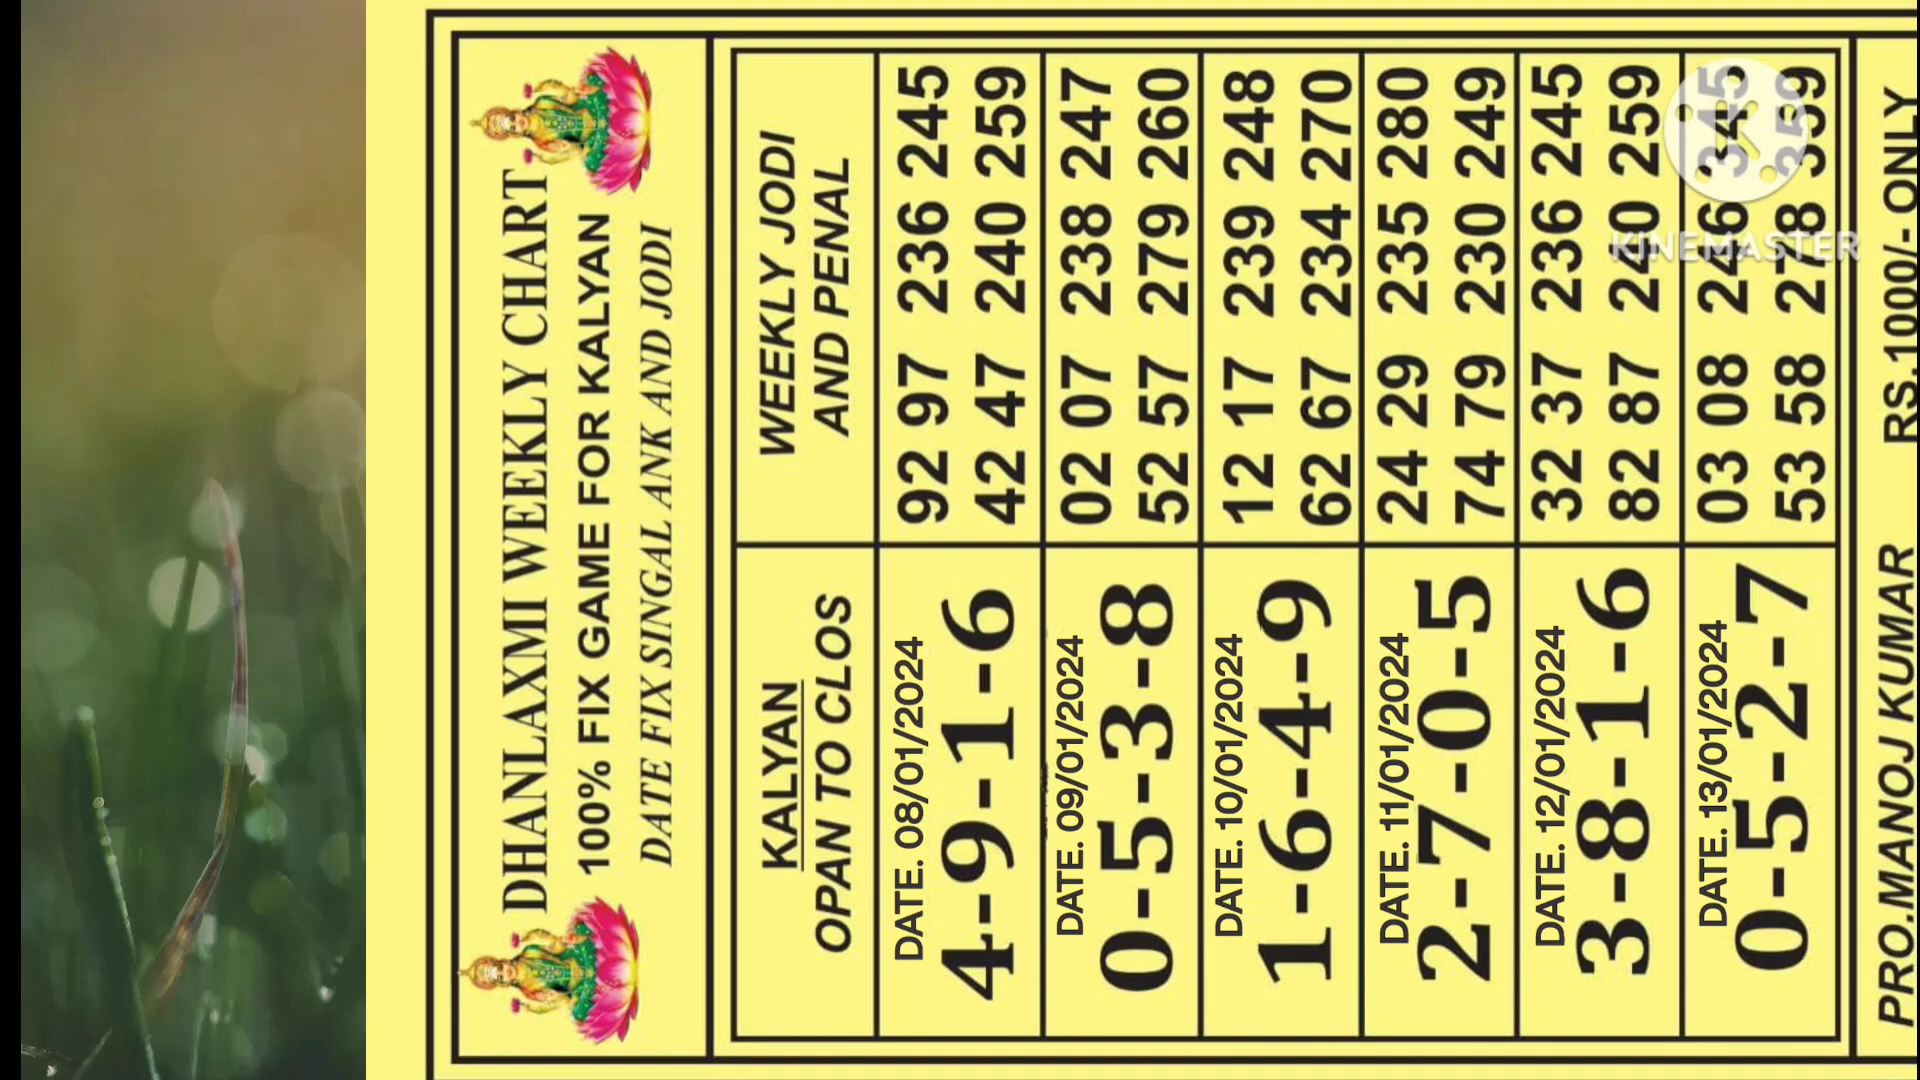 DHANLAXMI WEEKLY CHART
100% FIX GAME FOR KALYAN
DATE FIX SINGAL ANK AND JODI
KALYAN
OPAN TO CLOS
WEEKLY JODI
AND PENAL
DATE. 08/01/2024
4-9-1-6
92 97 236 245
42 47 240 259
DATE. 09/01/2024
0-5-3-8
02 07 238 247
52 57 279 260
DATE. 10/01/2024
1-6-4-9
12 17 239 248
62 67 234 270
DATE. 11/01/2024
2-7-0-5
24 29 235 280
74 79 230 249
DATE. 12/01/2024
3-8-1-6
32 37 236 245
82 87 240 259
DATE. 13/01/2024
0-5-2-7
03 08 246 345
53 58 278 359
PRO.MANOJ KUMAR RS.1000/- ONLY
KINEMASTER